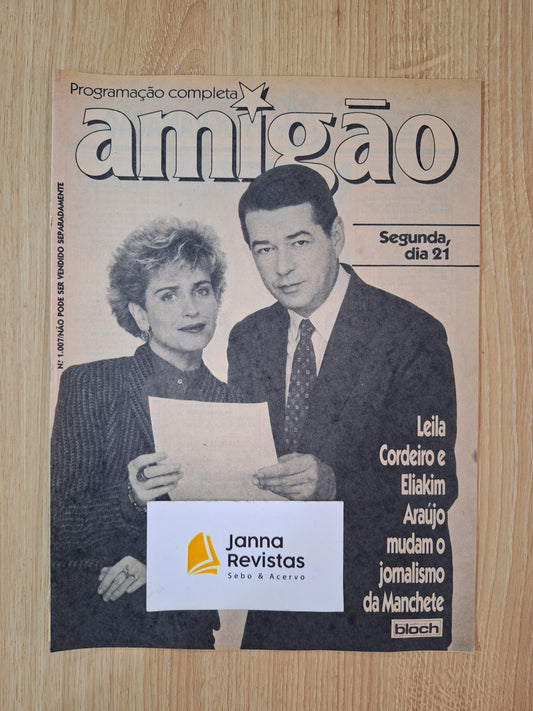 Programação completa
amigão
Segunda,
dia 21
N.º 1.007/NÃO PODE SER VENDIDO SEPARADAMENTE
Leila
Cordeiro e
Eliakim
Araújo
mudam o
jornalismo
da Manchete
bloch
Janna
Revistas
Sebo & Acervo